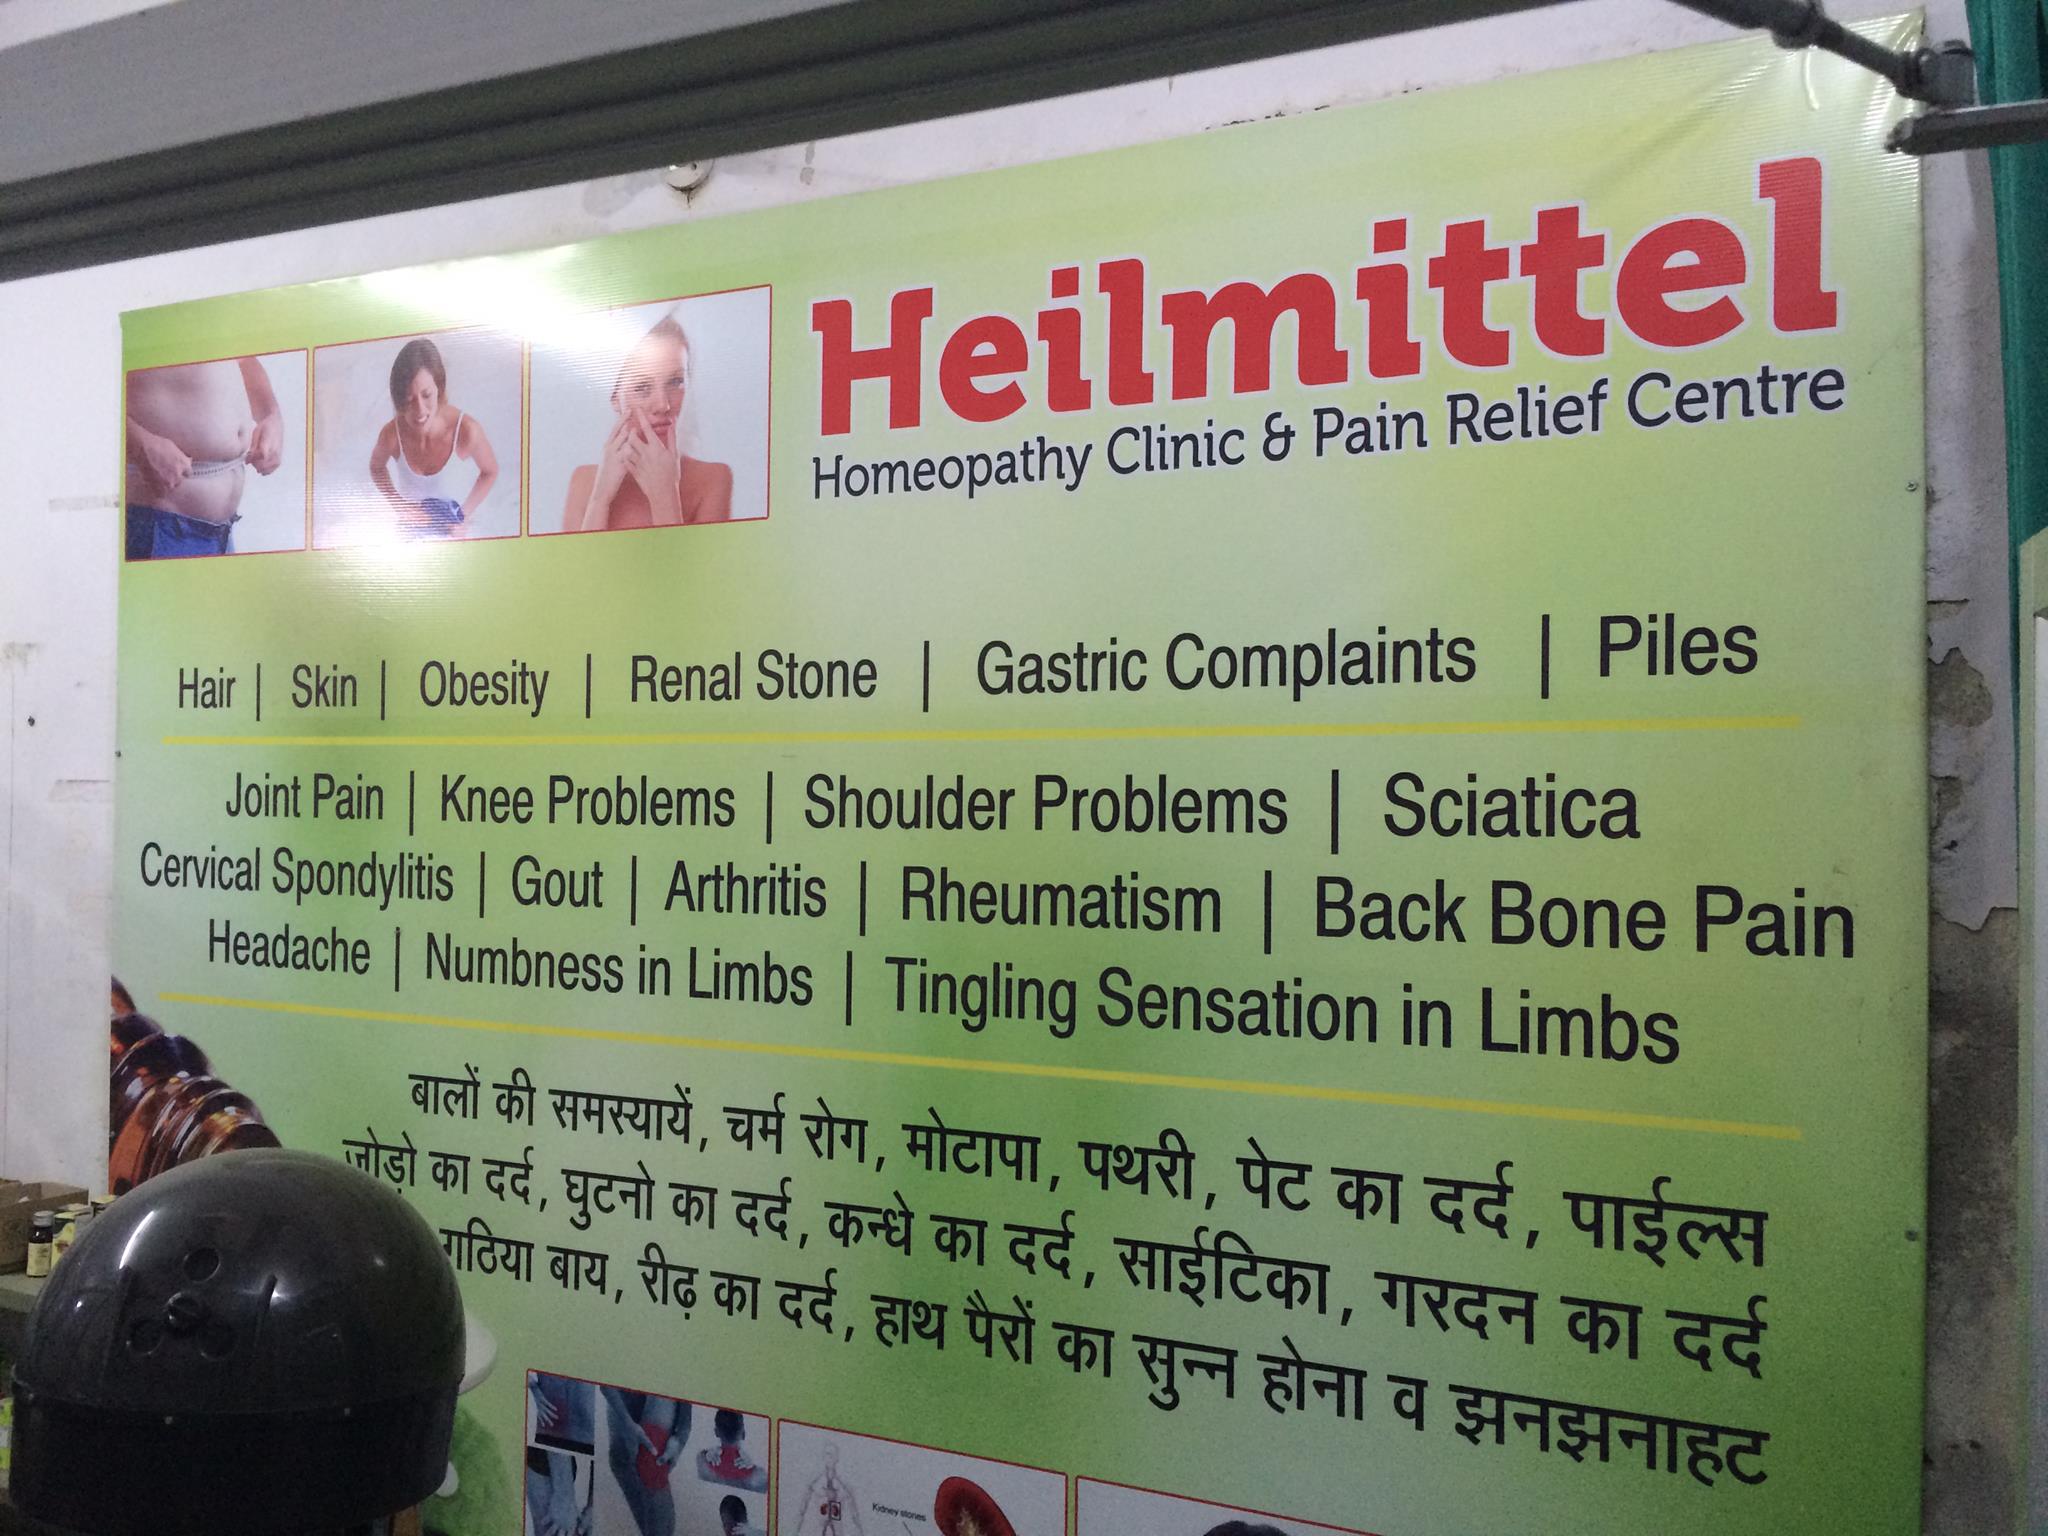 Heilmittel
Homeopathy Clinic & Pain Relief Centre
Hair | Skin | Obesity | Renal Stone | Gastric Complaints | Piles
Joint Pain | Knee Problems | Shoulder Problems | Sciatica
Cervical Spondylitis | Gout | Arthritis | Rheumatism | Back Bone Pain
Headache | Numbness in Limbs | Tingling Sensation in Limbs
बालों की समस्यायें, चर्म रोग, मोटापा, पथरी, पेट का दर्द, पाईल्स
जोड़ो का दर्द, घुटनो का दर्द, कन्धे का दर्द, साईटिका, गरदन का दर्द
गठिया बाय, रीढ़ का दर्द, हाथ पैरों का सुन्न होना व झनझनाहट
Kidney stones